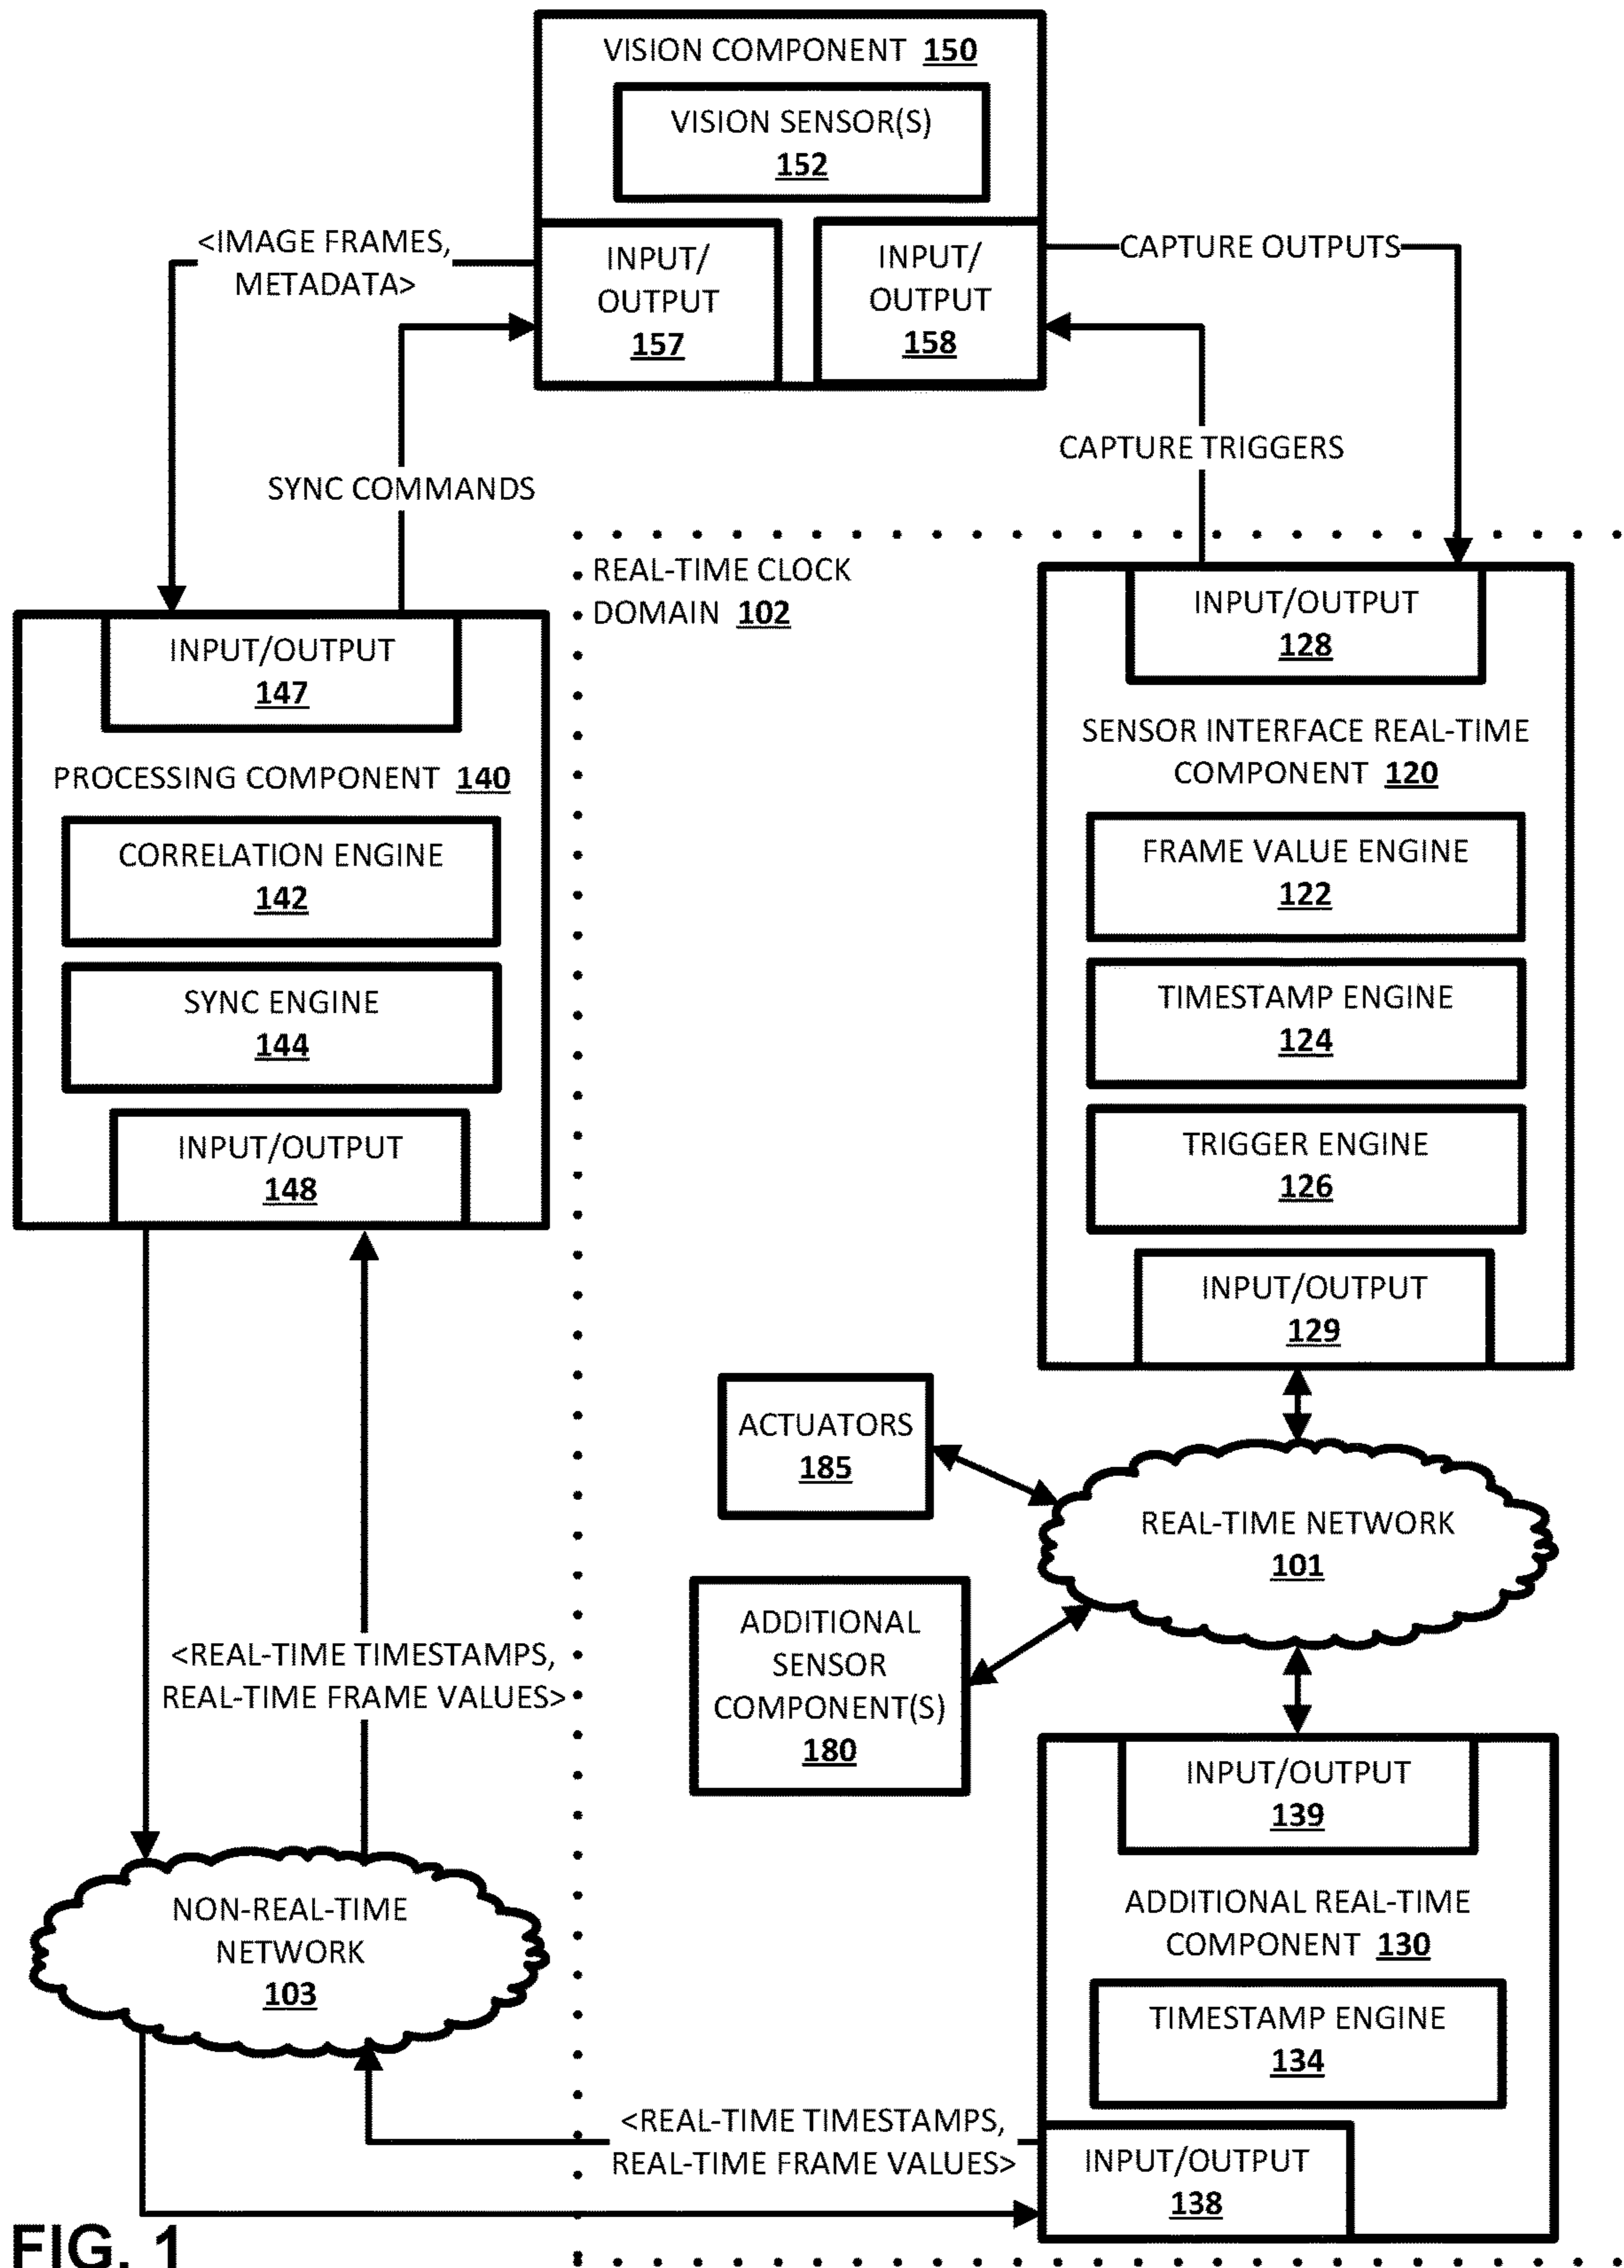 VISION COMPONENT 150
VISION SENSOR(S)
152
<IMAGE FRAMES,
METADATA>
INPUT/
OUTPUT
157
INPUT/
OUTPUT
158
CAPTURE OUTPUTS
SYNC COMMANDS
CAPTURE TRIGGERS
REAL-TIME CLOCK
DOMAIN 102
INPUT/OUTPUT
147
PROCESSING COMPONENT 140
CORRELATION ENGINE
142
SYNC ENGINE
144
INPUT/OUTPUT
148
INPUT/OUTPUT
128
SENSOR INTERFACE REAL-TIME
COMPONENT 120
FRAME VALUE ENGINE
122
TIMESTAMP ENGINE
124
TRIGGER ENGINE
126
INPUT/OUTPUT
129
ACTUATORS
185
REAL-TIME NETWORK
101
ADDITIONAL
SENSOR
COMPONENT(S)
180
<REAL-TIME TIMESTAMPS,
REAL-TIME FRAME VALUES>
INPUT/OUTPUT
139
ADDITIONAL REAL-TIME
COMPONENT 130
TIMESTAMP ENGINE
134
NON-REAL-TIME
NETWORK
103
<REAL-TIME TIMESTAMPS,
REAL-TIME FRAME VALUES>
INPUT/OUTPUT
138
FIG. 1